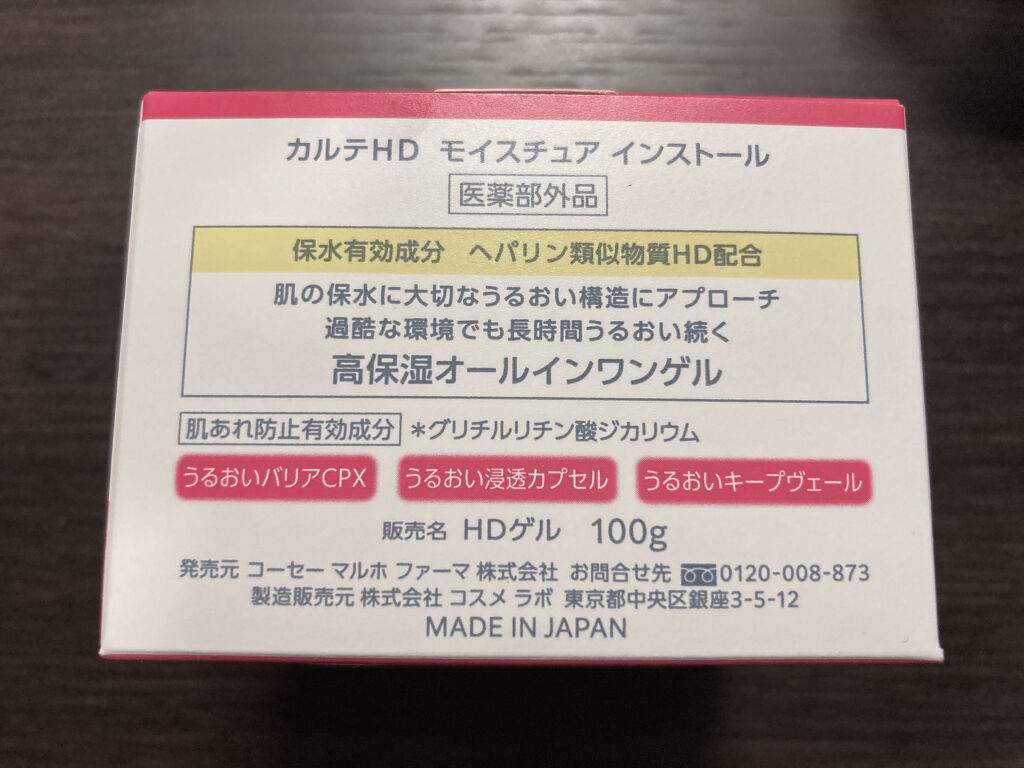 カルテHD モイスチュア インストール
医薬部外品
保水有効成分 ヘパリン類似物質HD配合
肌の保水に大切なうるおい構造にアプローチ
過酷な環境でも長時間うるおい続く
高保湿オールインワンゲル
肌あれ防止有効成分 *グリチルリチン酸ジカリウム
うるおいバリアCPX うるおい浸透カプセル うるおいキープヴェール
販売名 HDゲル 100g
発売元 コーセー マルホ ファーマ 株式会社 お問合せ先 0120-008-873
製造販売元 株式会社 コスメ ラボ 東京都中央区銀座3-5-12
MADE IN JAPAN